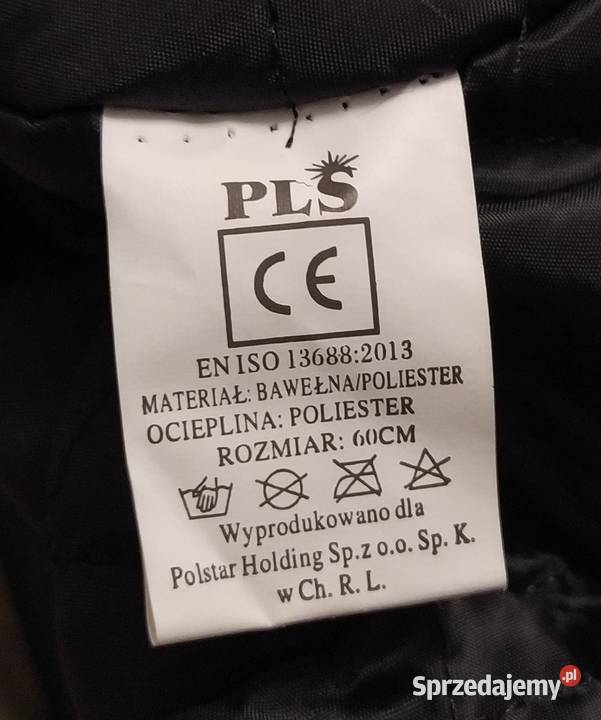 PLS
CE
EN ISO 13688:2013
MATERIAŁ: BAWEŁNA/POLIESTER
OCIEPLINA: POLIESTER
ROZMIAR: 60CM
Wyprodukowano dla
Polstar Holding Sp.z o.o. Sp. K.
w Ch. R. L.
Sprzedajemy.pl